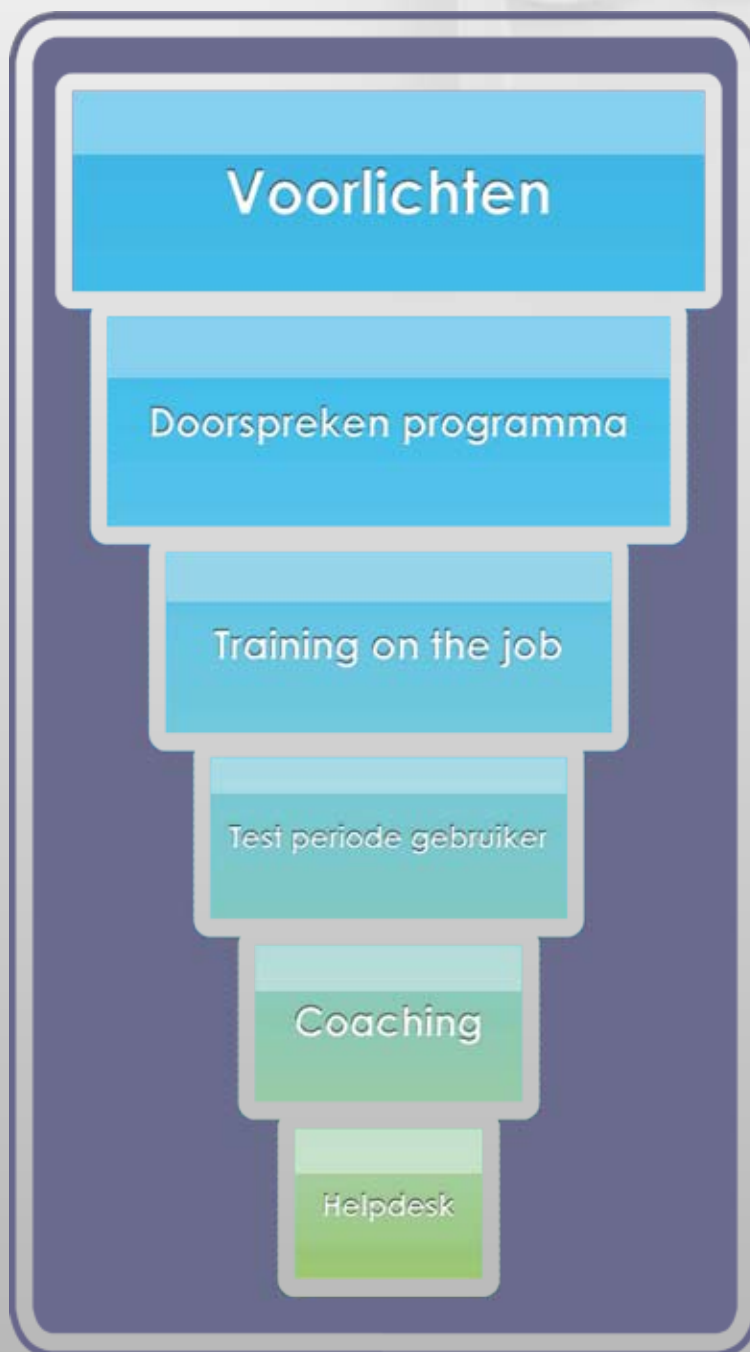 Voorlichten
Doorspreken programma
Training on the job
Test periode gebruiker
Coaching
Helpdesk